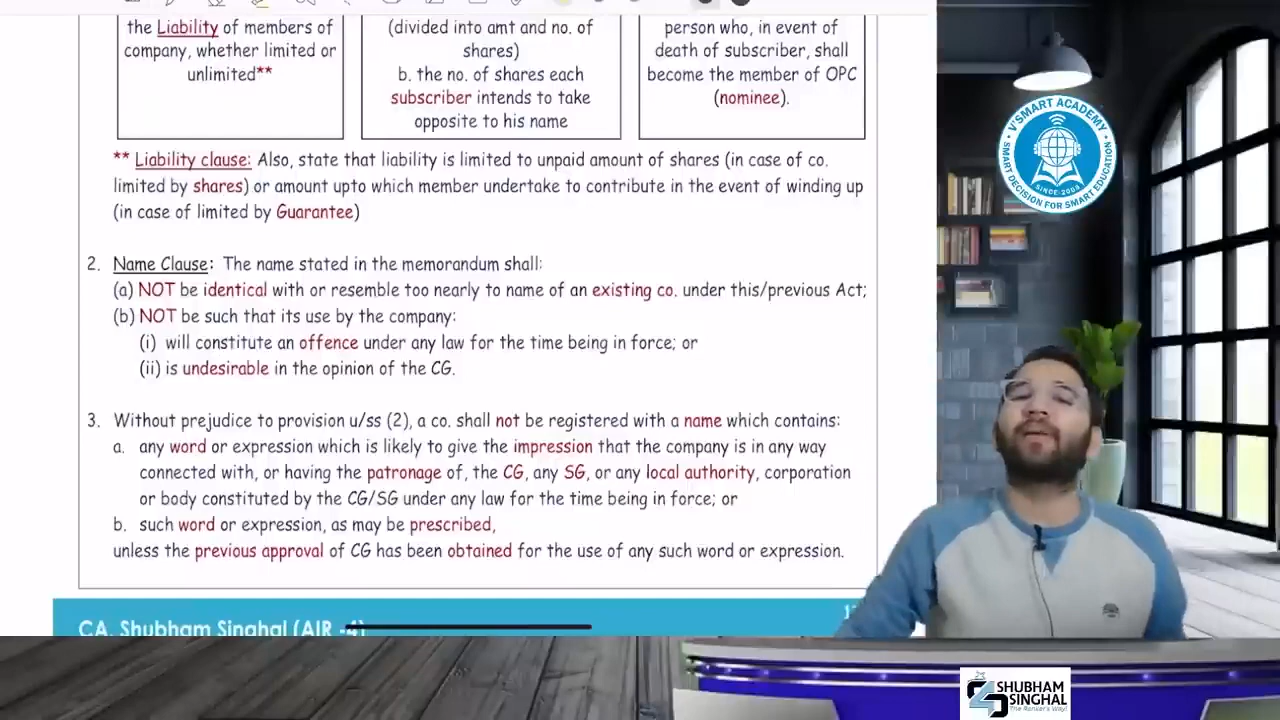 the Liability of members of
company, whether limited or
unlimited**
(divided into amt and no. of
shares)
b. the no. of shares each
subscriber intends to take
opposite to his name
person who, in event of
death of subscriber, shall
become the member of OPC
(nominee).
** Liability clause: Also, state that liability is limited to unpaid amount of shares (in case of co.
limited by shares) or amount upto which member undertake to contribute in the event of winding up
(in case of limited by Guarantee)
2. Name Clause: The name stated in the memorandum shall:
(a) NOT be identical with or resemble too nearly to name of an existing co. under this/previous Act;
(b) NOT be such that its use by the company:
(i) will constitute an offence under any law for the time being in force; or
(ii) is undesirable in the opinion of the CG.
3. Without prejudice to provision u/ss (2), a co. shall not be registered with a name which contains:
a. any word or expression which is likely to give the impression that the company is in any way
connected with, or having the patronage of, the CG, any SG, or any local authority, corporation
or body constituted by the CG/SG under any law for the time being in force; or
b. such word or expression, as may be prescribed,
unless the previous approval of CG has been obtained for the use of any such word or expression.
CA. Shubham Singhal (AIR -4)
V'SMART ACADEMY
SINCE-2009
SMART DECISION FOR SMART EDUCATION
SHUBHAM
SINGHAL
The Ranker's Way!